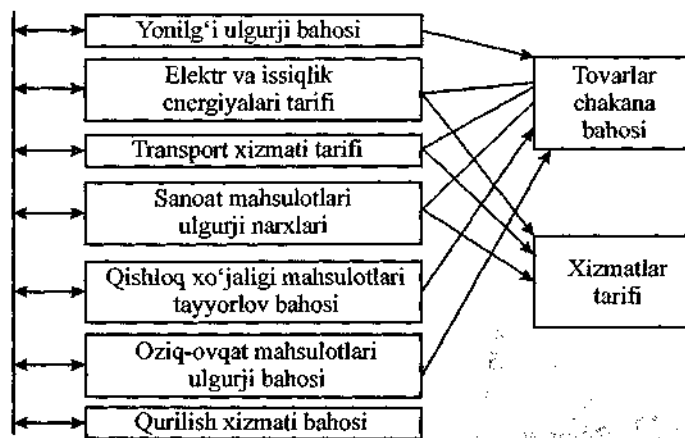 Yonilg‘i ulgurji bahosi
Elektr va issiqlik
energiyalari tarifi
Transport xizmati tarifi
Sanoat mahsulotlari
ulgurji narxlari
Qishloq xo‘jaligi mahsulotlari
tayyorlov bahosi
Oziq-ovqat mahsulotlari
ulgurji bahosi
Qurilish xizmati bahosi
Tovarlar
chakana
bahosi
Xizmatlar
tarifi